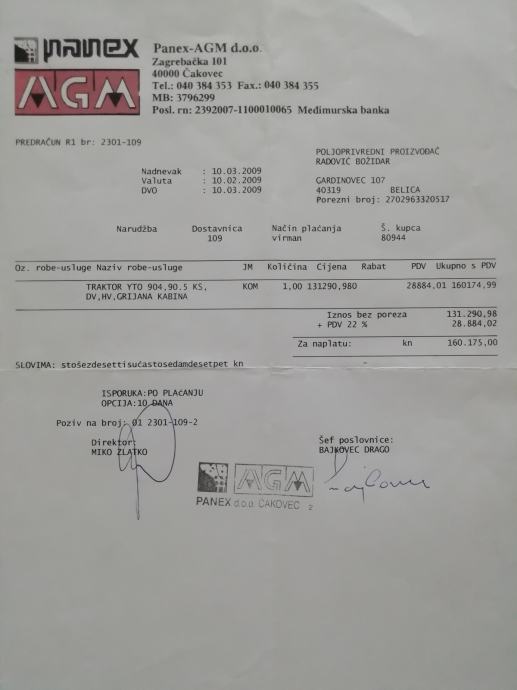 panex
AGM
Panex-AGM d.o.o.
Zagrebačka 101
40000 Čakovec
Tel.: 040 384 353 Fax.: 040 384 355
MB: 3796299
Posl. rn: 2392007-1100010065 Međimurska banka
PREDRAČUN R1 br: 2301-109
POLJOPRIVREDNI PROIZVOĐAČ
RADOVIĆ BOŽIDAR
Nadnevak : 10.03.2009
Valuta : 10.02.2009
DVO : 10.03.2009
GARDINOVEC 107
40319 BELICA
Porezni broj: 2702963320517
Narudžba Dostavnica Način plaćanja Š. kupca
109 virman 80944
Oz. robe-usluge Naziv robe-usluge JM Količina Cijena Rabat PDV Ukupno s PDV
TRAKTOR YTO 904,90.5 KS, KOM 1,00 131290,980 28884,01 160174,99
DV,HV,GRIJANA KABINA
Iznos bez poreza 131.290,98
+ PDV 22 % 28.884,02
Za naplatu: kn 160.175,00
SLOVIMA: stošezdesettisućastosedamdesetpet kn
ISPORUKA:PO PLAĆANJU
OPCIJA:10 DANA
Poziv na broj: 01 2301-109-2
Direktor:
MIKO ZLATKO
Šef poslovnice:
BAJKOVEC DRAGO
AGM
PANEX d.o.o. ČAKOVEC 2